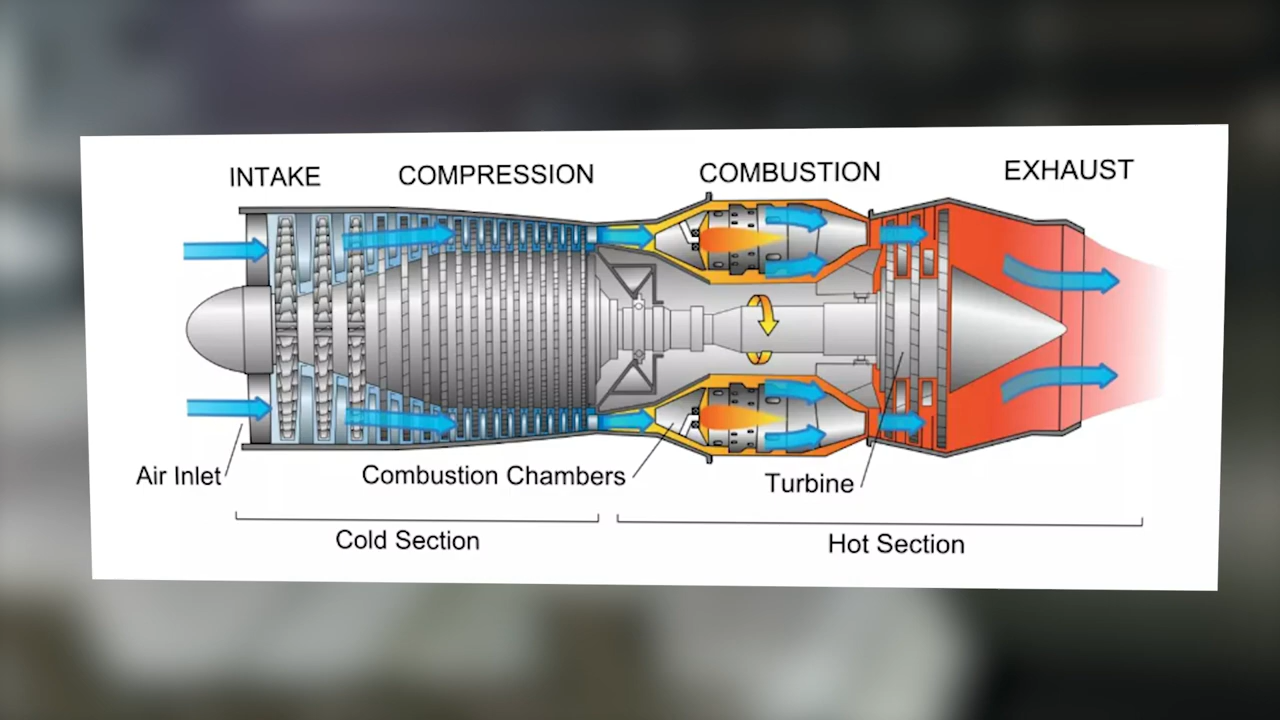 INTAKE COMPRESSION COMBUSTION EXHAUST
Air Inlet Combustion Chambers Turbine
Cold Section Hot Section